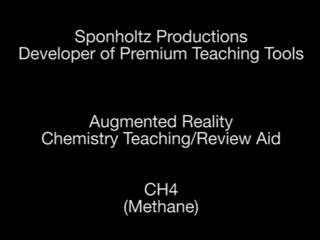 Sponholtz Productions
Developer of Premium Teaching Tools
Augmented Reality
Chemistry Teaching/Review Aid
CH4
(Methane)